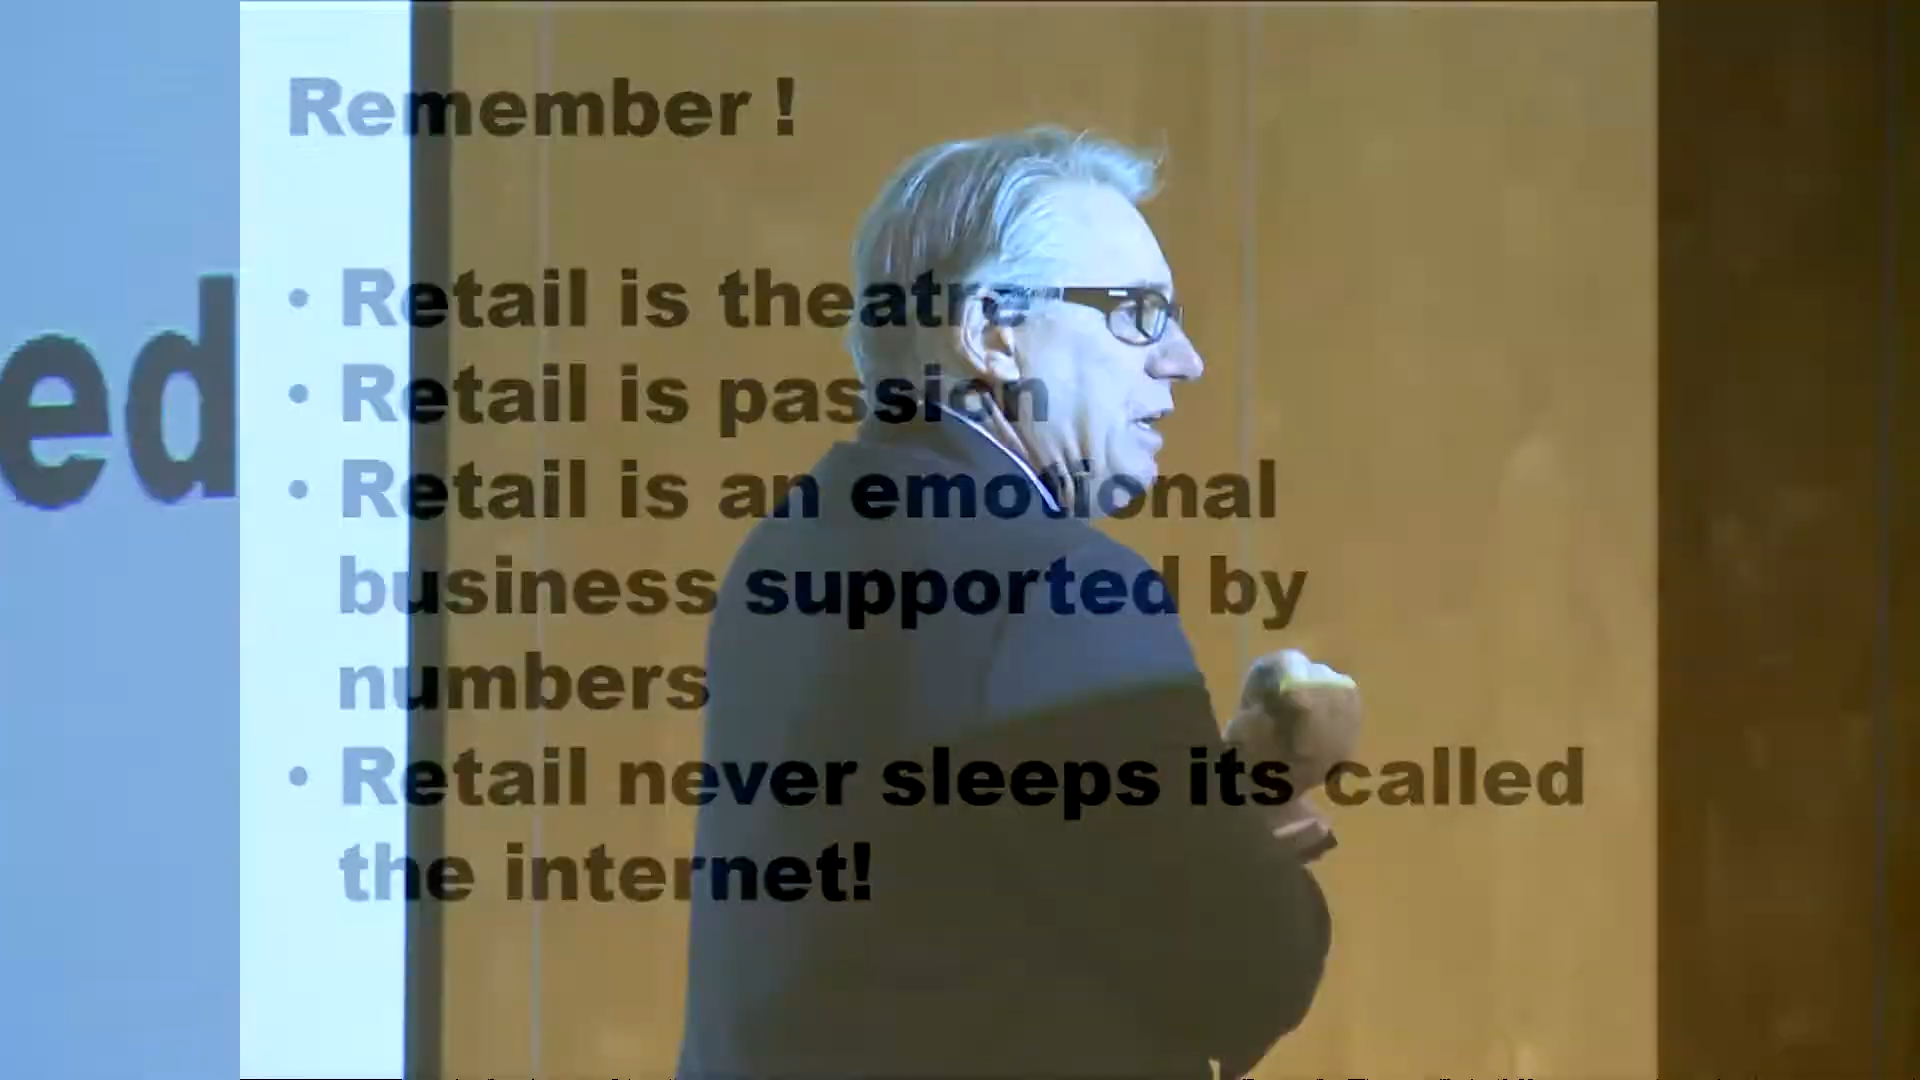 Remember !
ed
• Retail is theatre
• Retail is passion
• Retail is an emotional
business supported by
numbers
• Retail never sleeps its called
the internet!